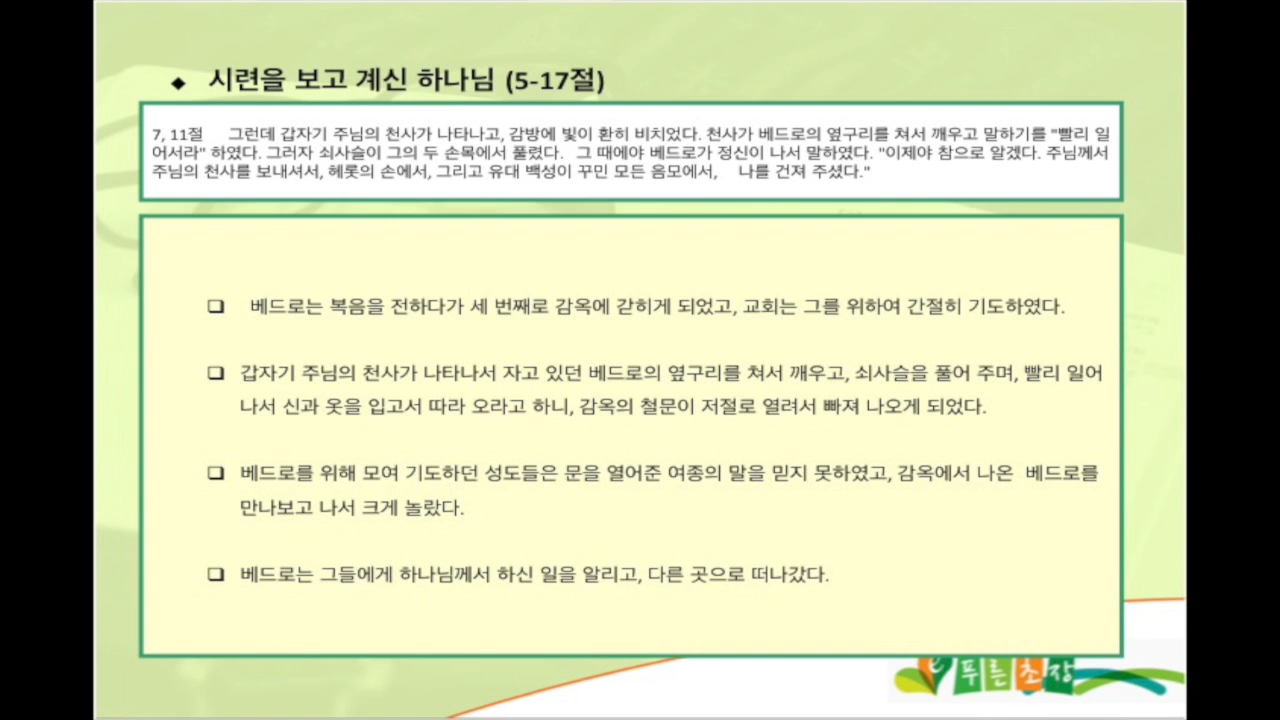 ◆ 시련을 보고 계신 하나님 (5-17절)
7, 11절 그런데 갑자기 주님의 천사가 나타나고, 감방에 빛이 환히 비치었다. 천사가 베드로의 옆구리를 쳐서 깨우고 말하기를 "빨리 일
어서라" 하였다. 그러자 쇠사슬이 그의 두 손목에서 풀렸다. 그 때에야 베드로가 정신이 나서 말하였다. "이제야 참으로 알겠다. 주님께서
주님의 천사를 보내셔서, 헤롯의 손에서, 그리고 유대 백성이 꾸민 모든 음모에서, 나를 건져 주셨다."
❑ 베드로는 복음을 전하다가 세 번째로 감옥에 갇히게 되었고, 교회는 그를 위하여 간절히 기도하였다.
❑ 갑자기 주님의 천사가 나타나서 자고 있던 베드로의 옆구리를 쳐서 깨우고, 쇠사슬을 풀어 주며, 빨리 일어
나서 신과 옷을 입고서 따라 오라고 하니, 감옥의 철문이 저절로 열려서 빠져 나오게 되었다.
❑ 베드로를 위해 모여 기도하던 성도들은 문을 열어준 여종의 말을 믿지 못하였고, 감옥에서 나온 베드로를
만나보고 나서 크게 놀랐다.
❑ 베드로는 그들에게 하나님께서 하신 일을 알리고, 다른 곳으로 떠나갔다.
e 푸른초장